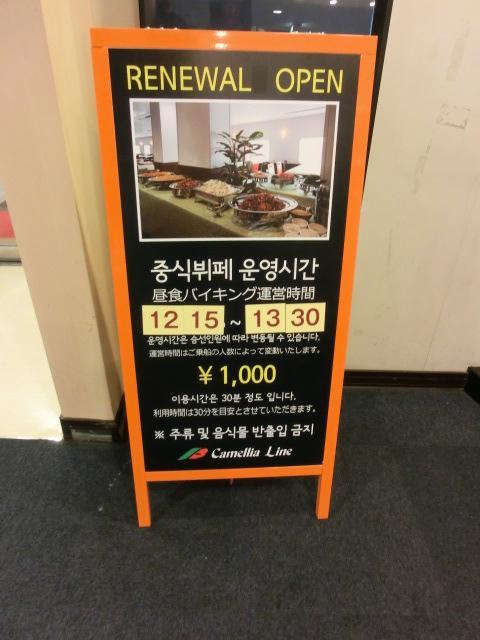 RENEWAL OPEN
중식뷔페 운영시간
昼食バイキング運営時間
12 15 ~ 13 30
운영시간은 승선인원에 따라 변동될 수 있습니다.
運営時間はご乗船の人数によって変動いたします。
￥1,000
이용시간은 30분 정도 입니다.
利用時間は30分を目安とさせていただきます。
※ 주류 및 음식물 반출입 금지
Camellia Line